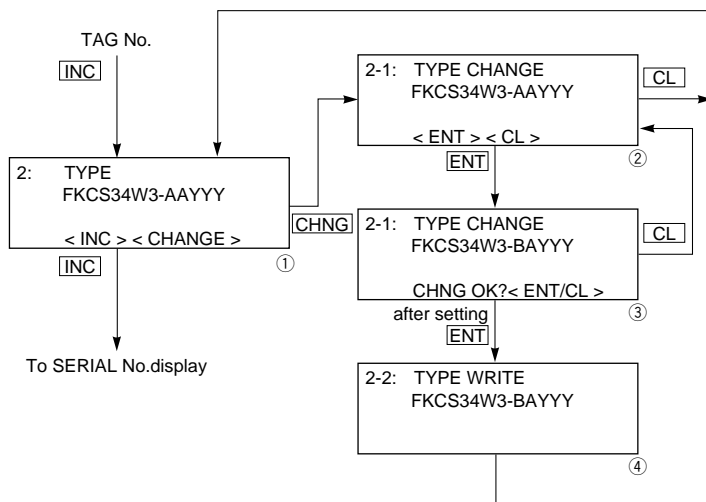 TAG No.
INC
2: TYPE
FKCS34W3-AAYYY
< INC > < CHANGE >
①
INC
To SERIAL No.display
CHNG
2-1: TYPE CHANGE
FKCS34W3-AAYYY
< ENT > < CL >
②
CL
ENT
2-1: TYPE CHANGE
FKCS34W3-BAYYY
CHNG OK?< ENT/CL >
③
CL
after setting
ENT
2-2: TYPE WRITE
FKCS34W3-BAYYY
④